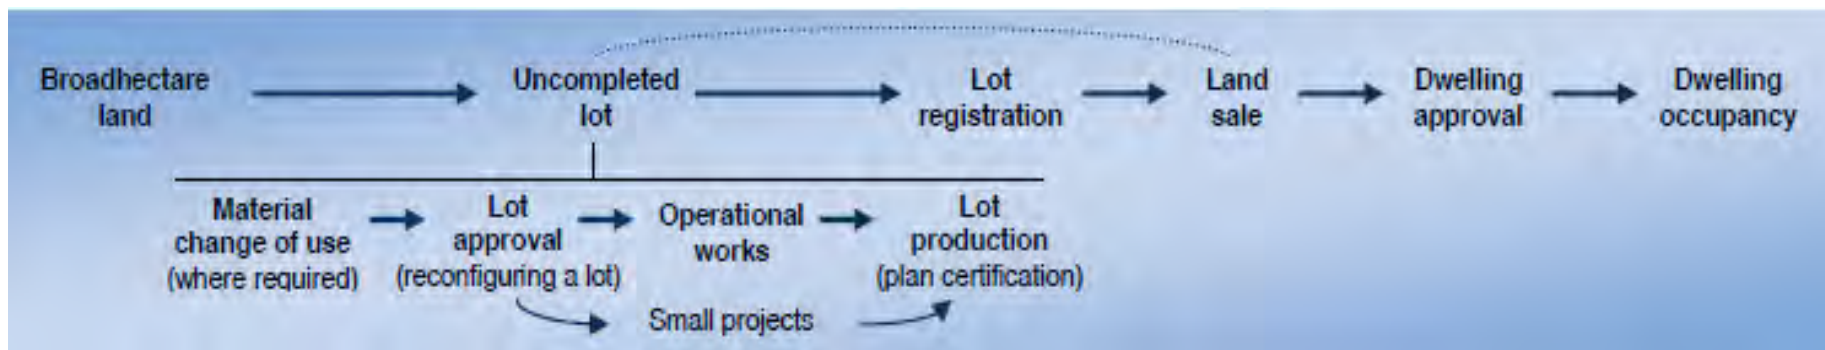 Broadhectare
land
Uncompleted
lot
Lot
registration
Land
sale
Dwelling
approval
Dwelling
occupancy
Material
change of use
(where required)
Lot
approval
(reconfiguring a lot)
Operational
works
Lot
production
(plan certification)
Small projects